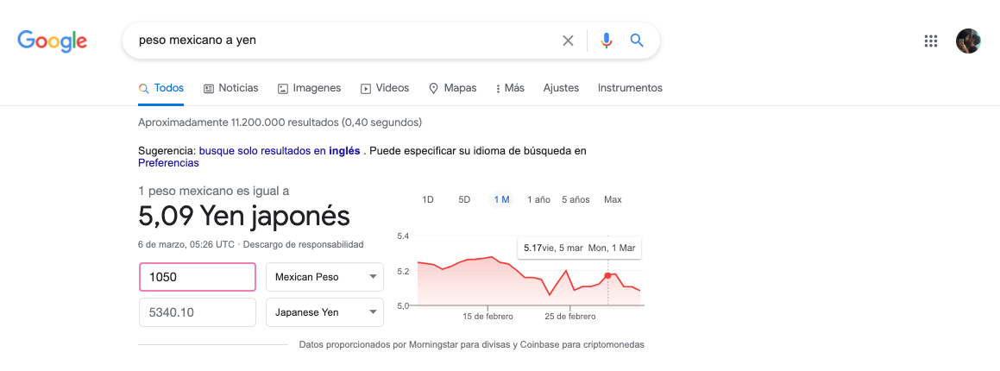 Google
peso mexicano a yen
Todos Noticias Imagenes Videos Mapas Más Ajustes Instrumentos
Aproximadamente 11.200.000 resultados (0,40 segundos)
Sugerencia: busque solo resultados en inglés . Puede especificar su idioma de búsqueda en
Preferencias
1 peso mexicano es igual a
5,09 Yen japonés
6 de marzo, 05:26 UTC · Descargo de responsabilidad
1050 Mexican Peso
5340.10 Japanese Yen
1D 5D 1 M 1 año 5 años Max
5.4
5.17vie, 5 mar Mon, 1 Mar
5.2
5,0
15 de febrero 25 de febrero
Datos proporcionados por Morningstar para divisas y Coinbase para criptomonedas